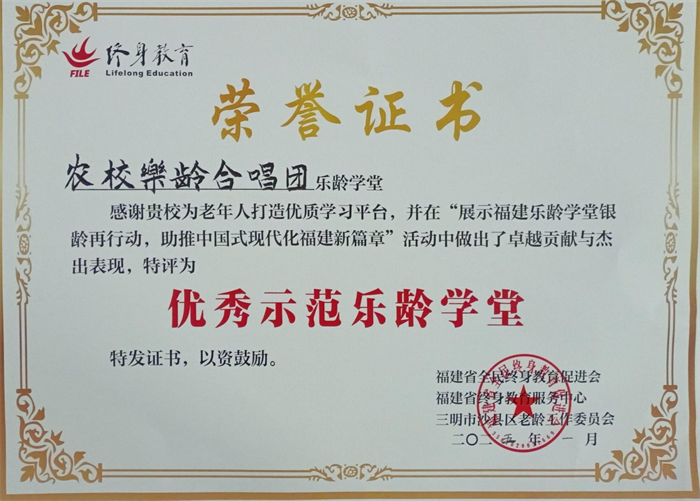 终身教育
FILE
Lifelong Education
荣誉证书
农校樂龄合唱团乐龄学堂
感谢贵校为老年人打造优质学习平台，并在“展示福建乐龄学堂银
龄再行动，助推中国式现代化福建新篇章”活动中做出了卓越贡献与杰
出表现，特评为
优秀示范乐龄学堂
特发证书，以资鼓励。
福建省全民终身教育促进会
福建省终身教育服务中心
三明市沙县区老龄工作委员会
二〇二五年一月